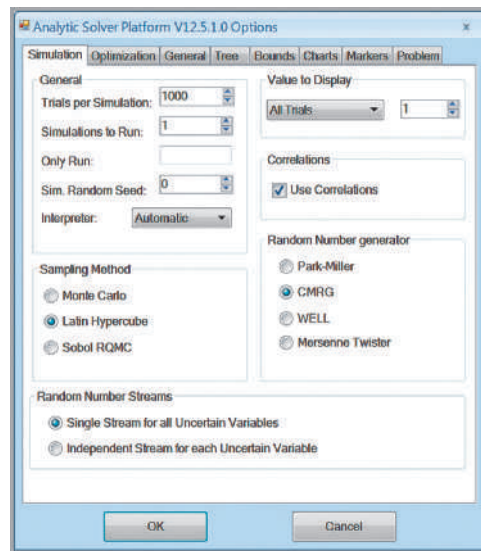 Analytic Solver Platform V12.5.1.0 Options
x
Simulation Optimization General Tree Bounds Charts Markers Problem
General
Trials per Simulation: 1000
Simulations to Run: 1
Only Run:
Sim. Random Seed: 0
Interpreter: Automatic
Value to Display
All Trials 1
Correlations
Use Correlations
Sampling Method
Monte Carlo
Latin Hypercube
Sobol RQMC
Random Number generator
Park-Miller
CMRG
WELL
Mersenne Twister
Random Number Streams
Single Stream for all Uncertain Variables
Independent Stream for each Uncertain Variable
OK
Cancel